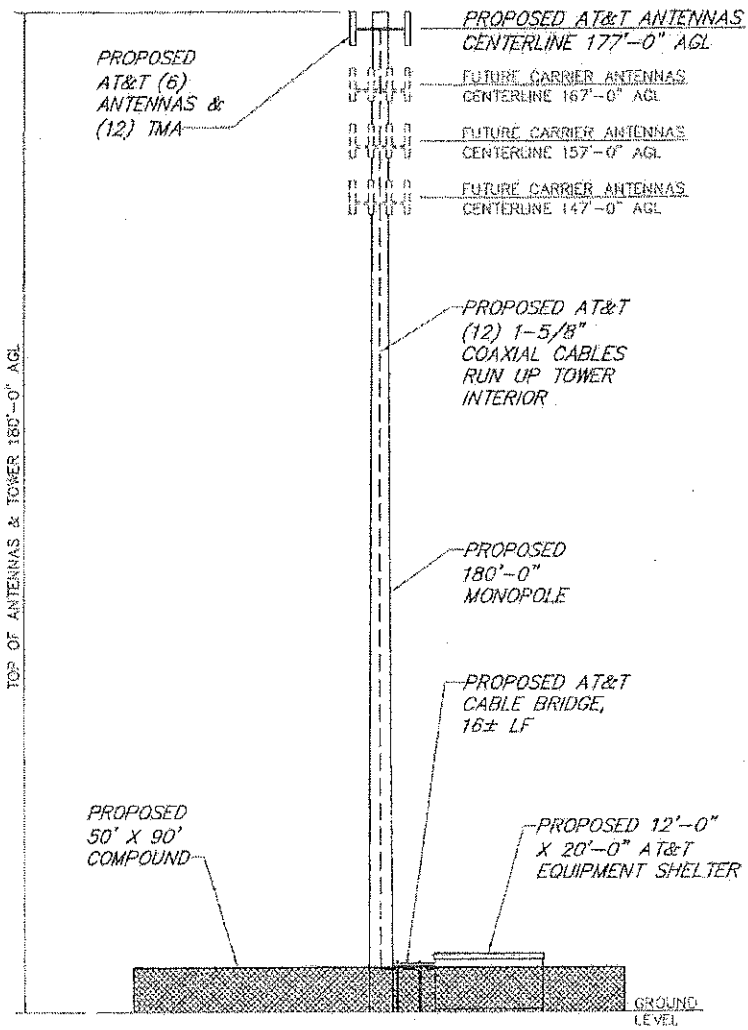 PROPOSED AT&T ANTENNAS
CENTERLINE 177'-0" AGL
PROPOSED
AT&T (6)
ANTENNAS &
(12) TMA
FUTURE CARRIER ANTENNAS
CENTERLINE 167'-0" AGL
FUTURE CARRIER ANTENNAS
CENTERLINE 157'-0" AGL
FUTURE CARRIER ANTENNAS
CENTERLINE 147'-0" AGL
PROPOSED AT&T
(12) 1-5/8"
COAXIAL CABLES
RUN UP TOWER
INTERIOR
TOP OF ANTENNAS & TOWER 180'-0" AGL
PROPOSED
180'-0"
MONOPOLE
PROPOSED AT&T
CABLE BRIDGE,
16± LF
PROPOSED
50' X 90'
COMPOUND
PROPOSED 12'-0"
X 20'-0" AT&T
EQUIPMENT SHELTER
GROUND
LEVEL